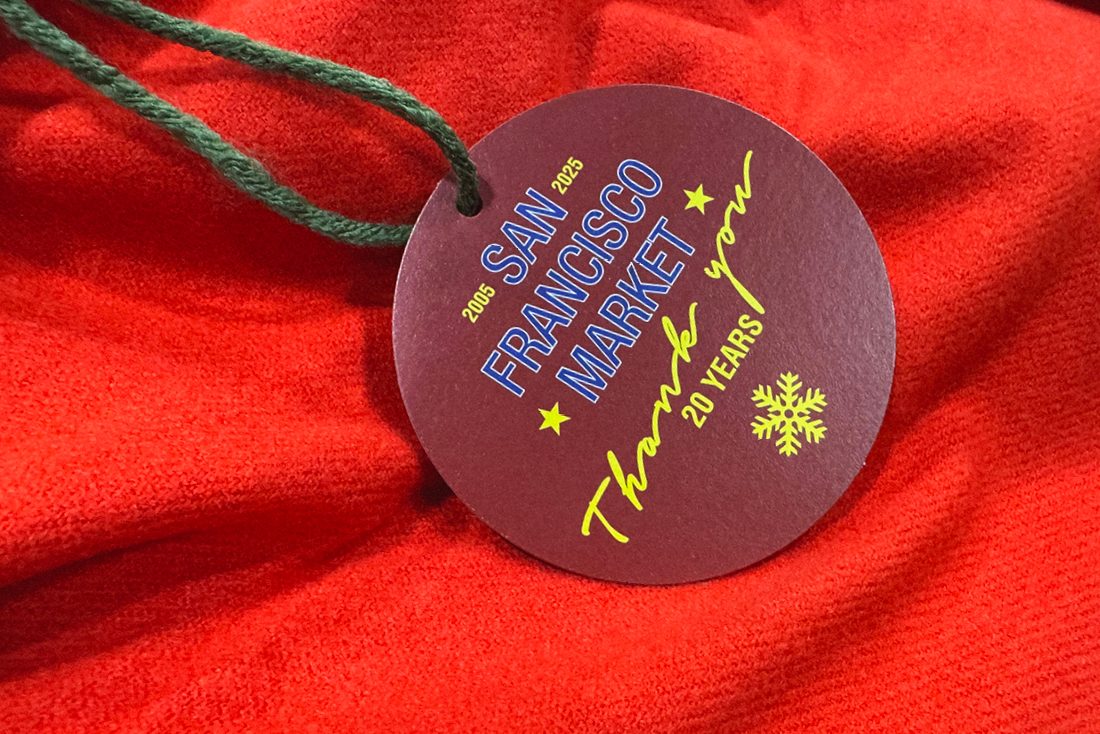 2005 SAN 2025
FRANCISCO
MARKET
Thank you
20 YEARS